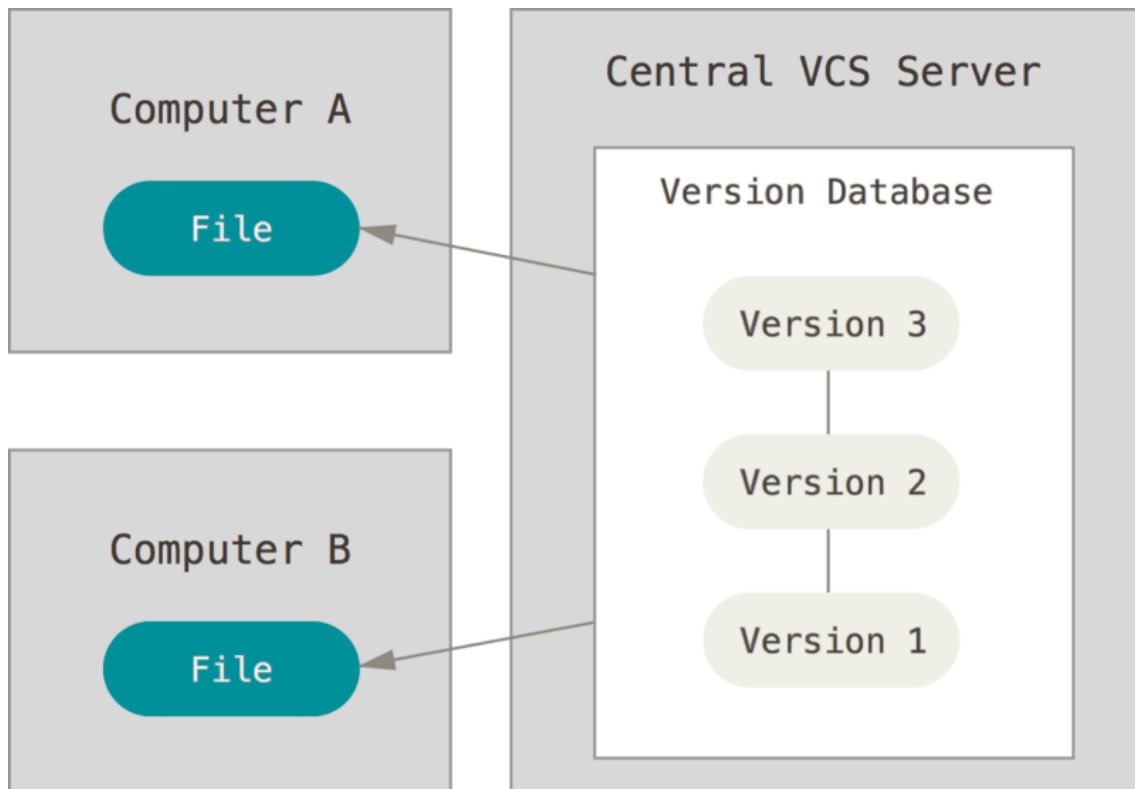 Computer A
File
Computer B
File
Central VCS Server
Version Database
Version 3
Version 2
Version 1